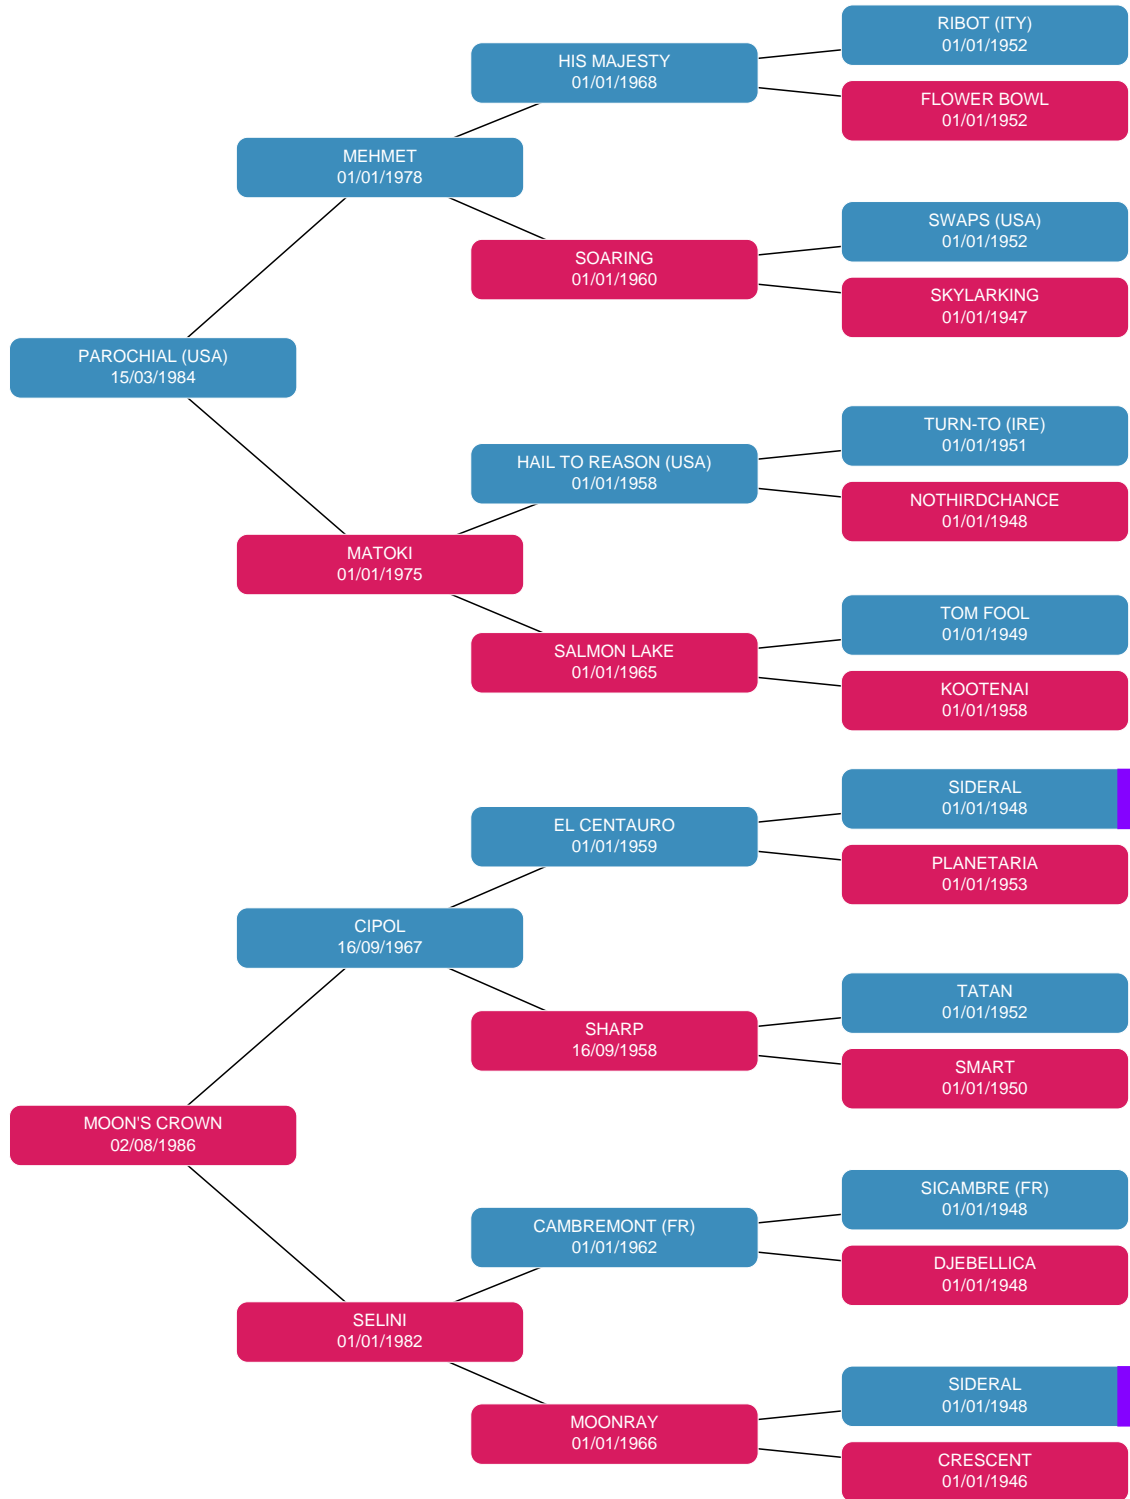 RIBOT (ITY)
01/01/1952
HIS MAJESTY
01/01/1968
FLOWER BOWL
01/01/1952
MEHMET
01/01/1978
SWAPS (USA)
01/01/1952
SOARING
01/01/1960
SKYLARKING
01/01/1947
PAROCHIAL (USA)
15/03/1984
TURN-TO (IRE)
01/01/1951
HAIL TO REASON (USA)
01/01/1958
NOTHIRDCHANCE
01/01/1948
MATOKI
01/01/1975
TOM FOOL
01/01/1949
SALMON LAKE
01/01/1965
KOOTENAI
01/01/1958
SIDERAL
01/01/1948
EL CENTAURO
01/01/1959
PLANETARIA
01/01/1953
CIPOL
16/09/1967
TATAN
01/01/1952
SHARP
16/09/1958
SMART
01/01/1950
MOON'S CROWN
02/08/1986
SICAMBRE (FR)
01/01/1948
CAMBREMONT (FR)
01/01/1962
DJEBELLICA
01/01/1948
SELINI
01/01/1982
SIDERAL
01/01/1948
MOONRAY
01/01/1966
CRESCENT
01/01/1946